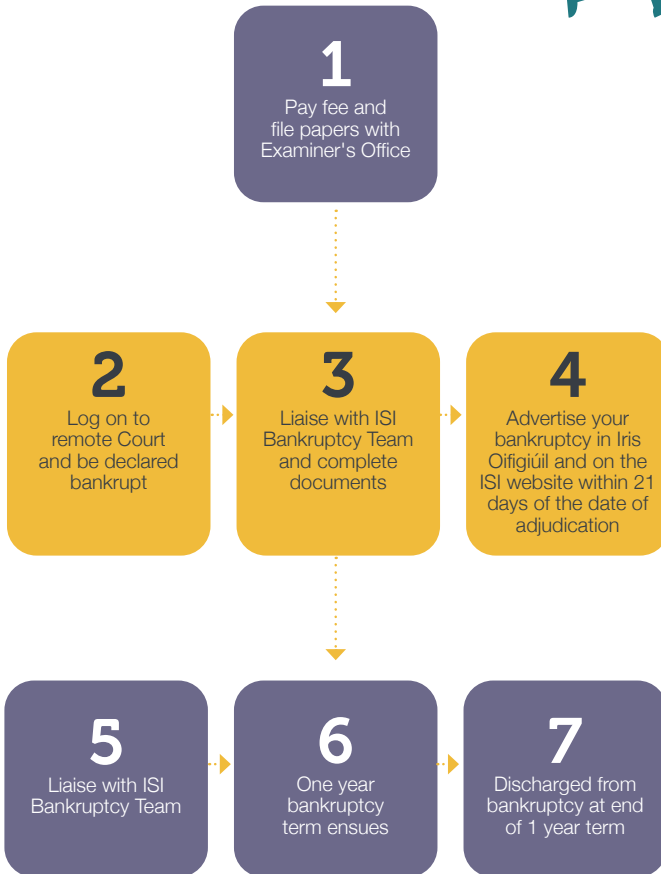 1
Pay fee and
file papers with
Examiner's Office
2
Log on to
remote Court
and be declared
bankrupt
3
Liaise with ISI
Bankruptcy Team
and complete
documents
4
Advertise your
bankruptcy in Iris
Oifigiúil and on the
ISI website within 21
days of the date of
adjudication
5
Liaise with ISI
Bankruptcy Team
6
One year
bankruptcy
term ensues
7
Discharged from
bankruptcy at end
of 1 year term